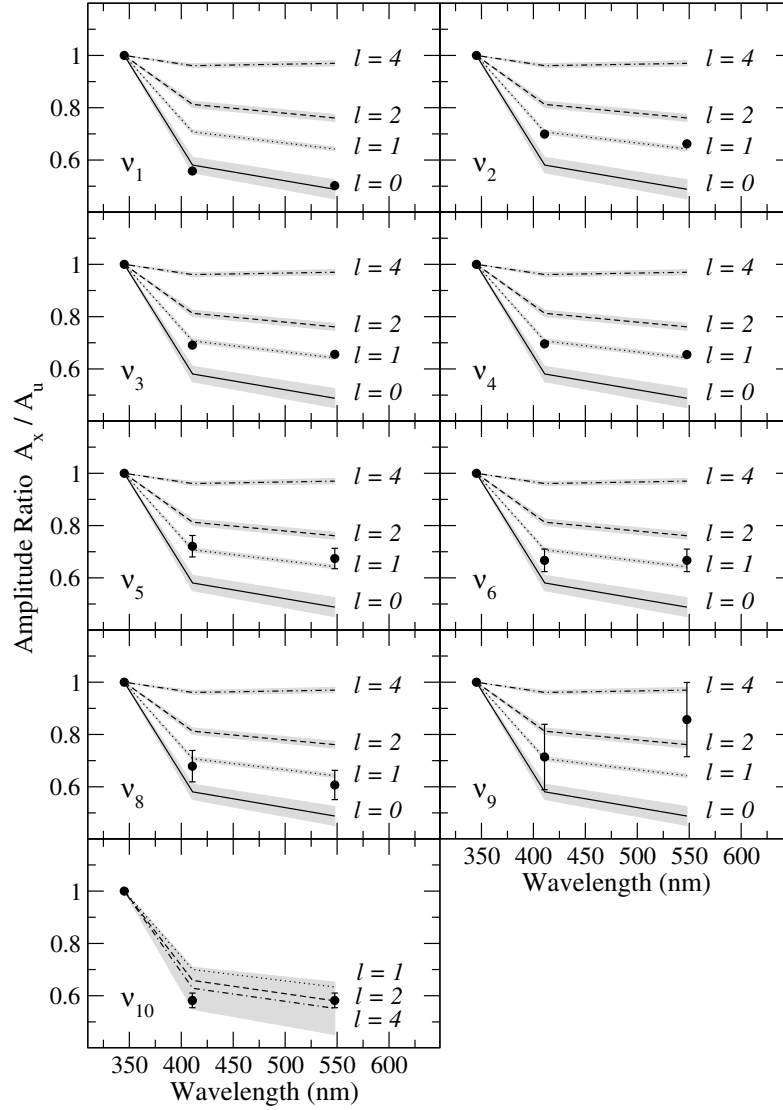 Amplitude Ratio A_x / A_u
1
0.8
0.6
l = 4
l = 2
l = 1
l = 0
ν1
l = 4
l = 2
l = 1
l = 0
ν2
1
0.8
0.6
l = 4
l = 2
l = 1
l = 0
ν3
l = 4
l = 2
l = 1
l = 0
ν4
1
0.8
0.6
l = 4
l = 2
l = 1
l = 0
ν5
l = 4
l = 2
l = 1
l = 0
ν6
1
0.8
0.6
l = 4
l = 2
l = 1
l = 0
ν8
l = 4
l = 2
l = 1
l = 0
ν9
350 400 450 500 550 600
Wavelength (nm)
1
0.8
0.6
l = 1
l = 2
l = 4
ν10
350 400 450 500 550 600
Wavelength (nm)